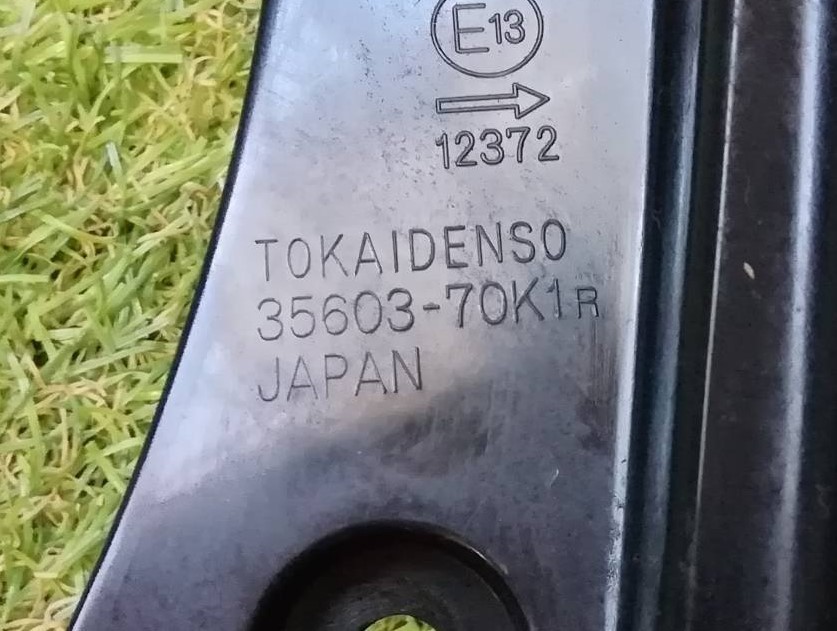 E13
12372
TOKAIDENSO
35603-70K1R
JAPAN